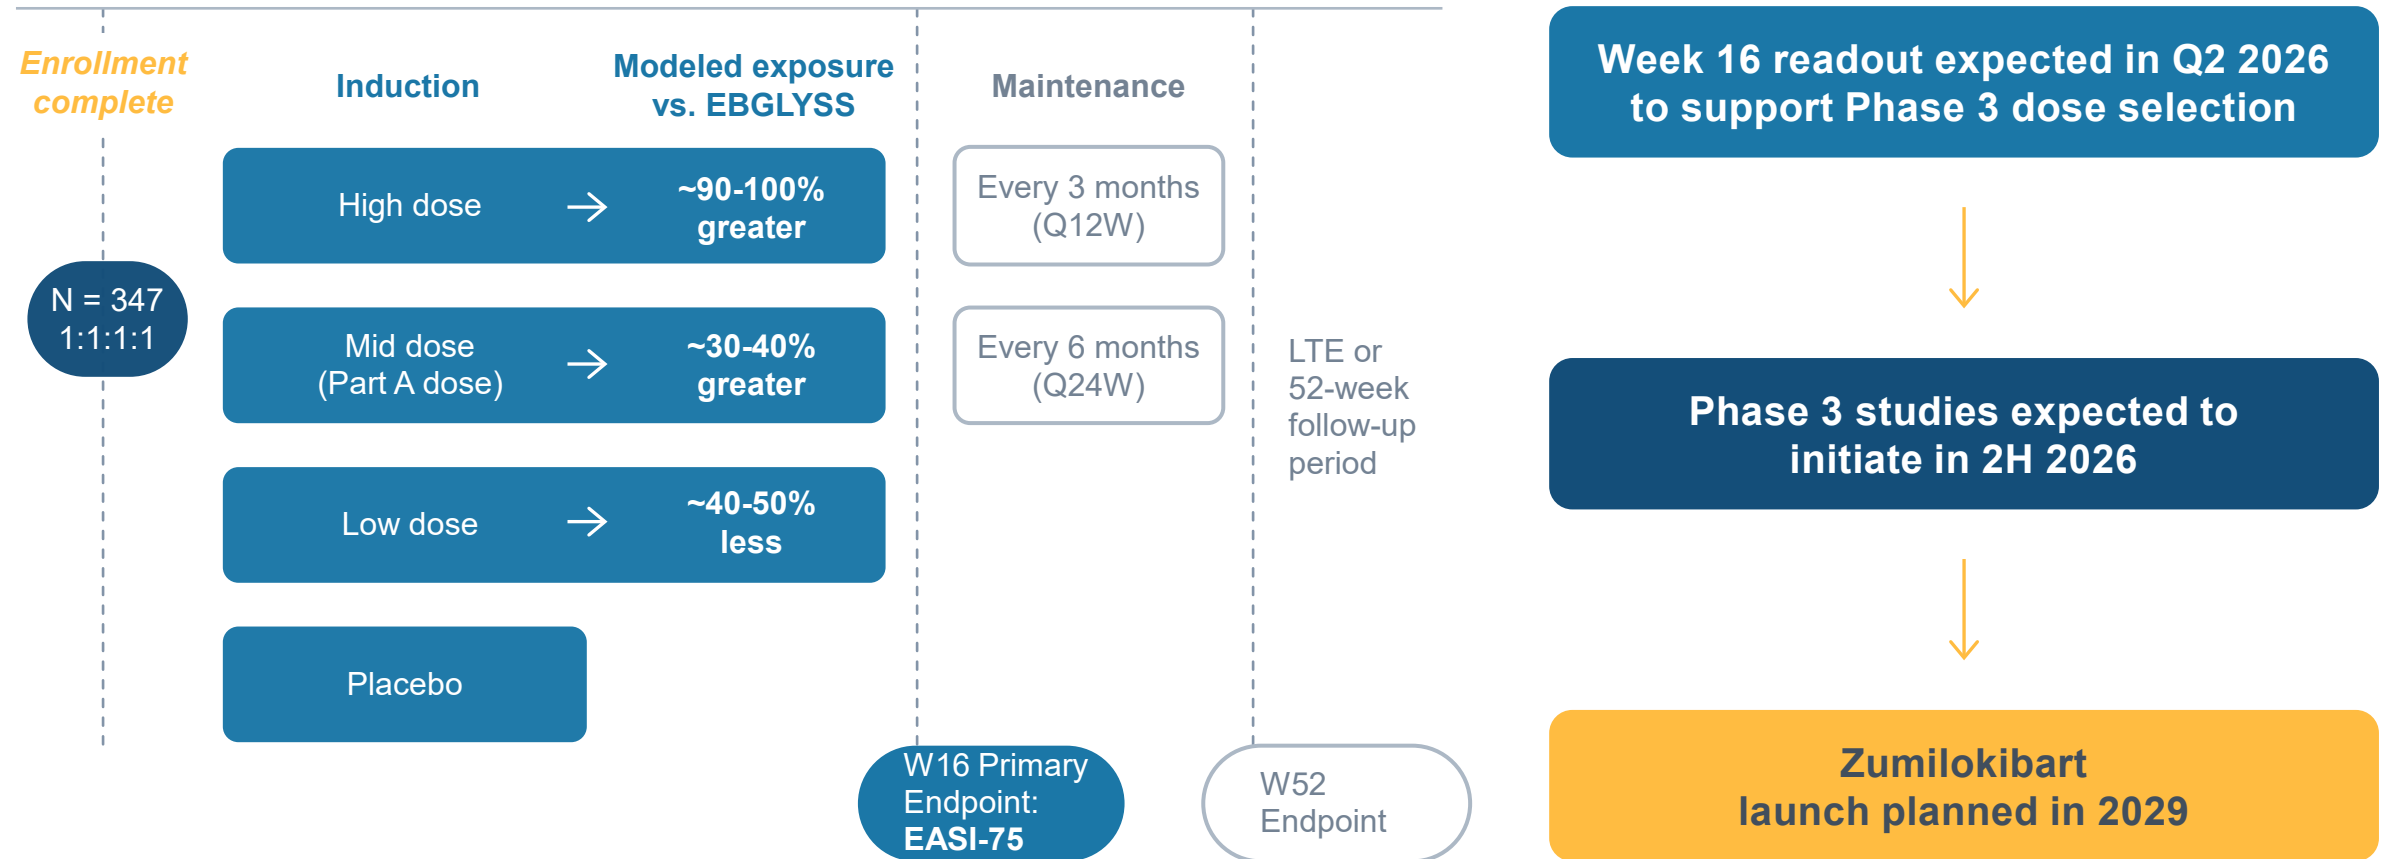 Enrollment
complete
Induction
Modeled exposure
vs. EBGLYSS
Maintenance
N = 347
1:1:1:1
High dose
~90-100%
greater
Every 3 months
(Q12W)
Mid dose
(Part A dose)
~30-40%
greater
Every 6 months
(Q24W)
Low dose
~40-50%
less
Placebo
LTE or
52-week
follow-up
period
W16 Primary
Endpoint:
EASI-75
W52
Endpoint
Week 16 readout expected in Q2 2026
to support Phase 3 dose selection
Phase 3 studies expected to
initiate in 2H 2026
Zumilokibart
launch planned in 2029